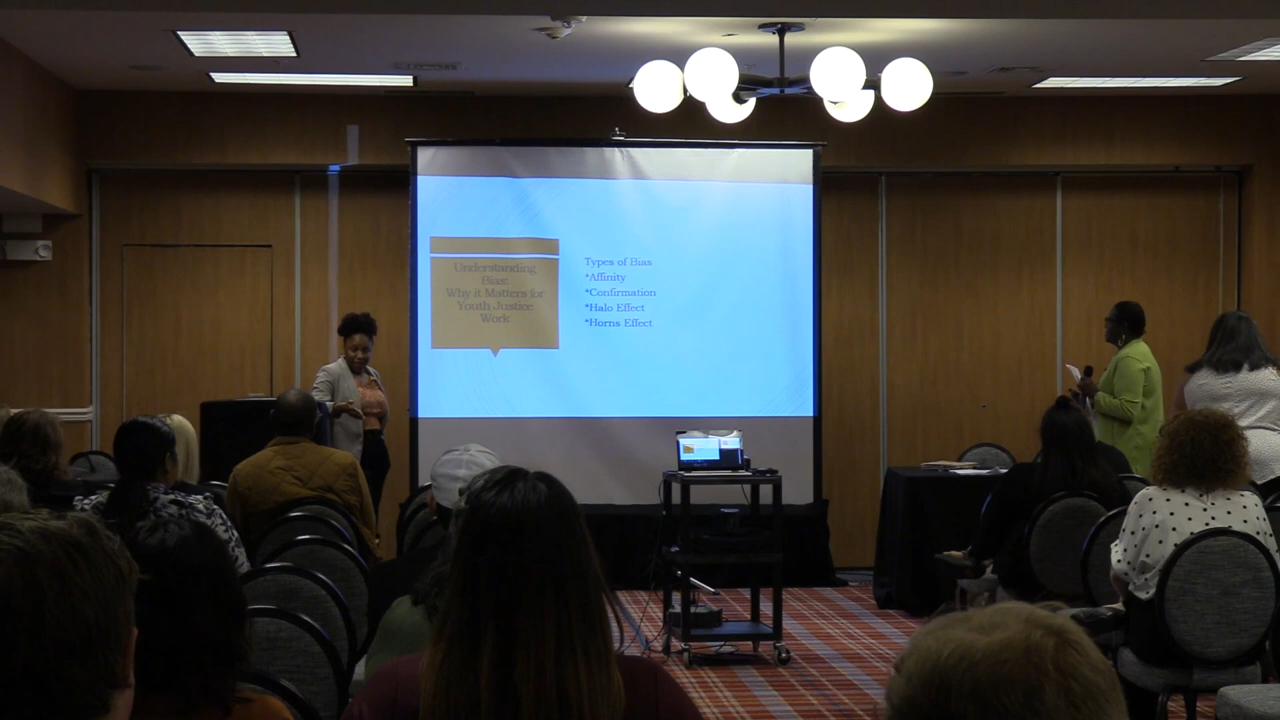 Understanding
Bias:
Why it Matters for
Youth Justice
Work
Types of Bias
*Affinity
*Confirmation
*Halo Effect
*Horns Effect